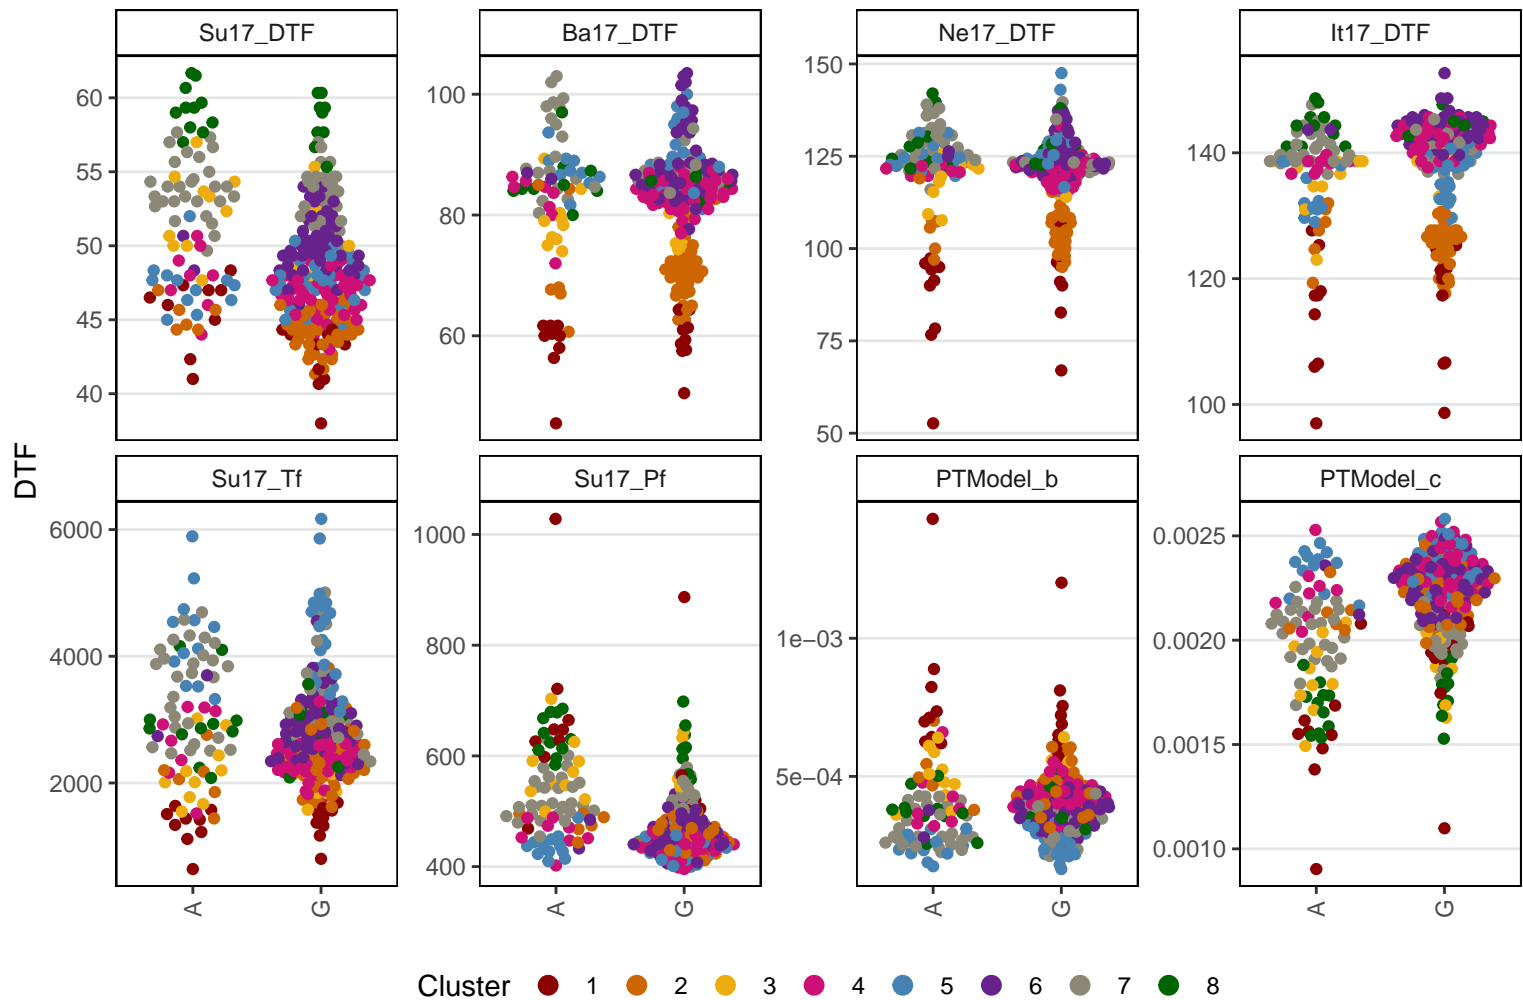 Su17_DTF
Ba17_DTF
Ne17_DTF
It17_DTF
60
55
50
45
40
100
80
60
150
125
100
75
50
140
120
100
DTF
Su17_Tf
Su17_Pf
PTModel_b
PTModel_c
6000
4000
2000
1000
800
600
400
1e−03
5e−04
0.0025
0.0020
0.0015
0.0010
A
G
A
G
A
G
A
G
Cluster 1 2 3 4 5 6 7 8